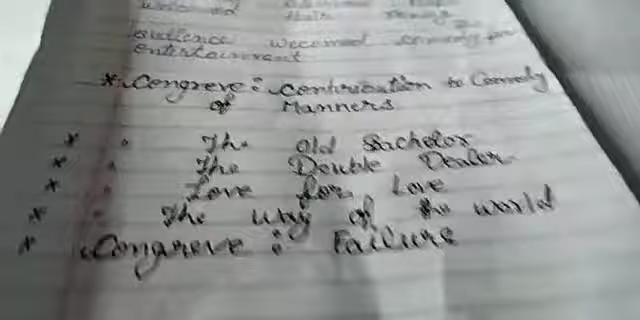 audience wecomed comedy for
entertainment
* Congreve : contribution to Comedy
of Manners
* • The Old Bachelor
* • The Double Dealer
* • Love for Love
* • The way of the world
* Congreve : Failure